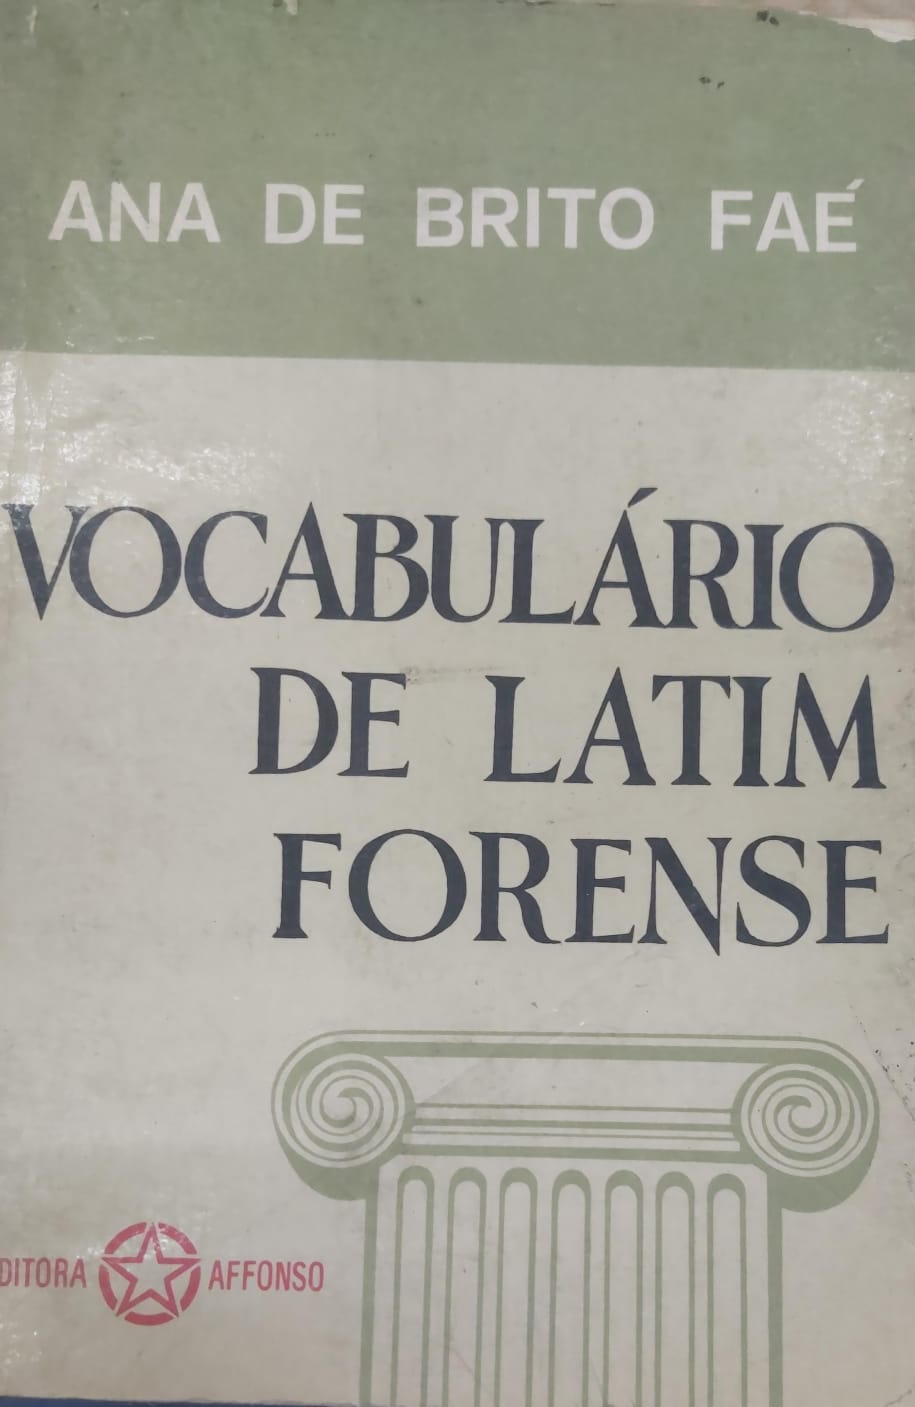 ANA DE BRITO FAÉ
VOCABULÁRIO
DE LATIM
FORENSE
DITORA AFFONSO